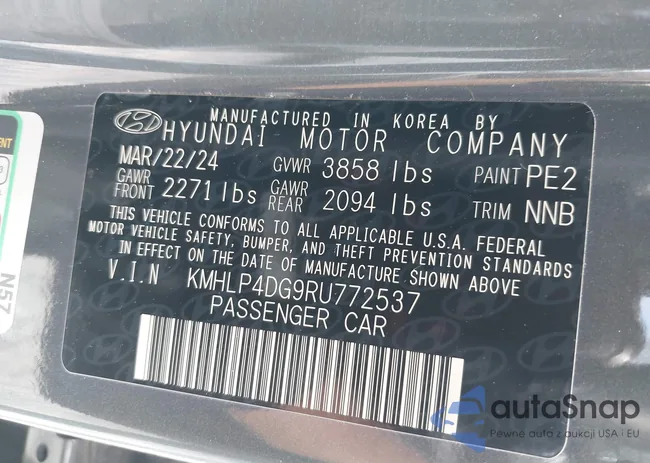 MANUFACTURED IN KOREA BY
HYUNDAI MOTOR COMPANY
MAR/22/24 GVWR 3858 lbs PAINT PE2
GAWR FRONT 2271 lbs GAWR REAR 2094 lbs TRIM NNB
THIS VEHICLE CONFORMS TO ALL APPLICABLE U.S.A. FEDERAL
MOTOR VEHICLE SAFETY, BUMPER, AND THEFT PREVENTION STANDARDS
IN EFFECT ON THE DATE OF MANUFACTURE SHOWN ABOVE
V.I.N KMHLP4DG9RU772537
PASSENGER CAR
N57
autaSnap
Pewne auto z aukcji USA i EU